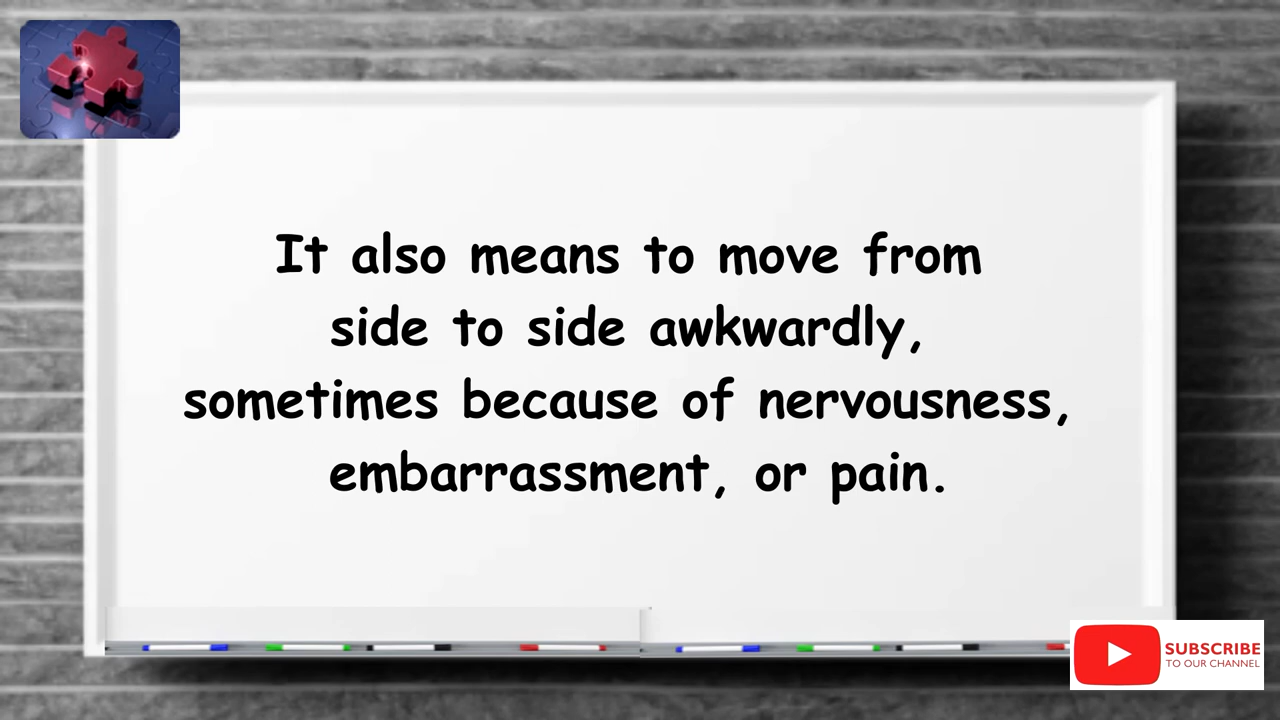 It also means to move from
side to side awkwardly,
sometimes because of nervousness,
embarrassment, or pain.
SUBSCRIBE
TO OUR CHANNEL